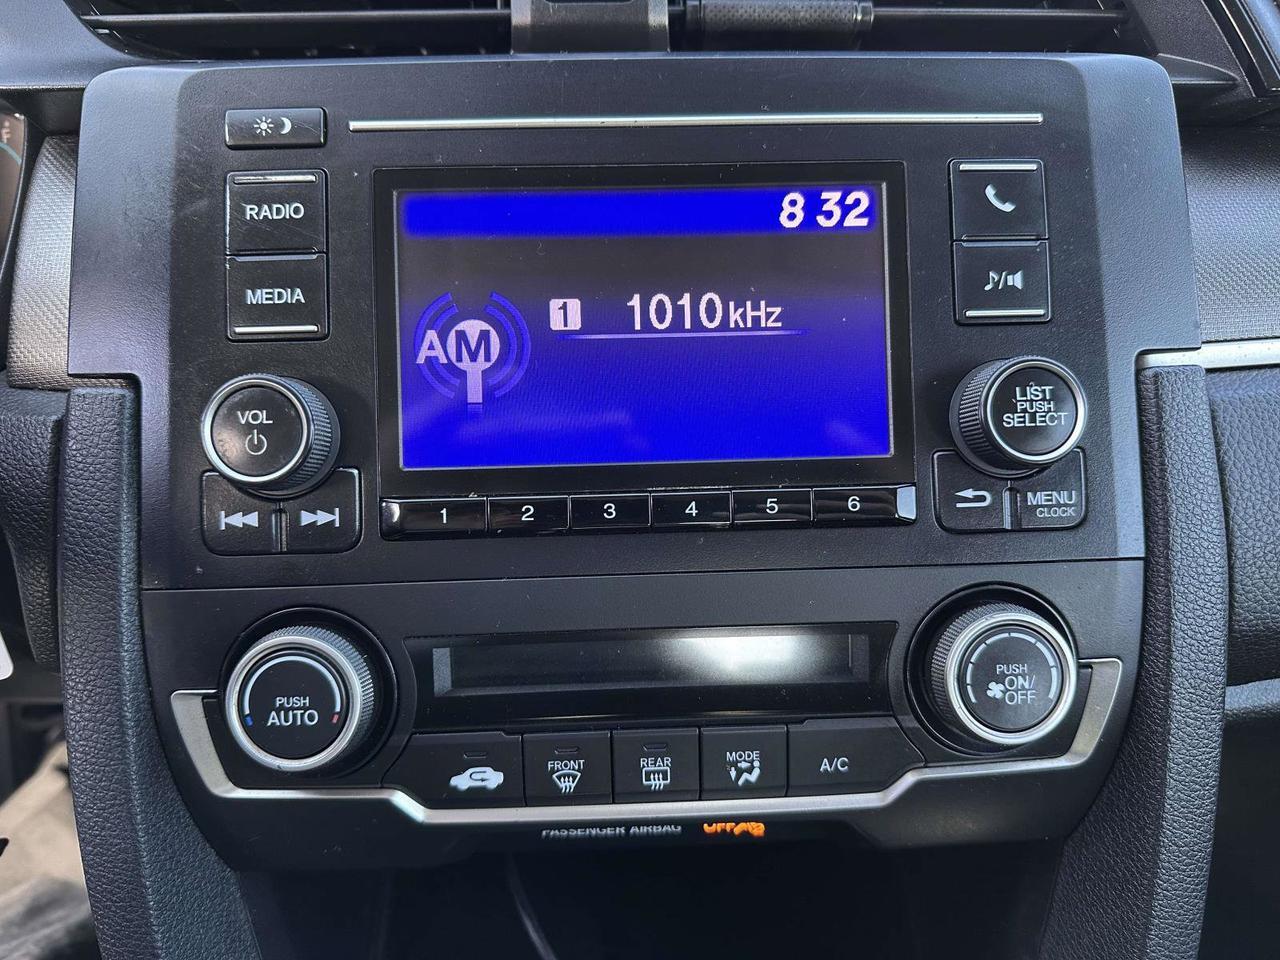 8 32
RADIO
MEDIA
AM
1 1010kHz
VOL
LIST
PUSH
SELECT
1 2 3 4 5 6
MENU
CLOCK
PUSH
AUTO
PUSH
ON/
OFF
FRONT
REAR
MODE
A/C
PASSENGER AIRBAG OFF